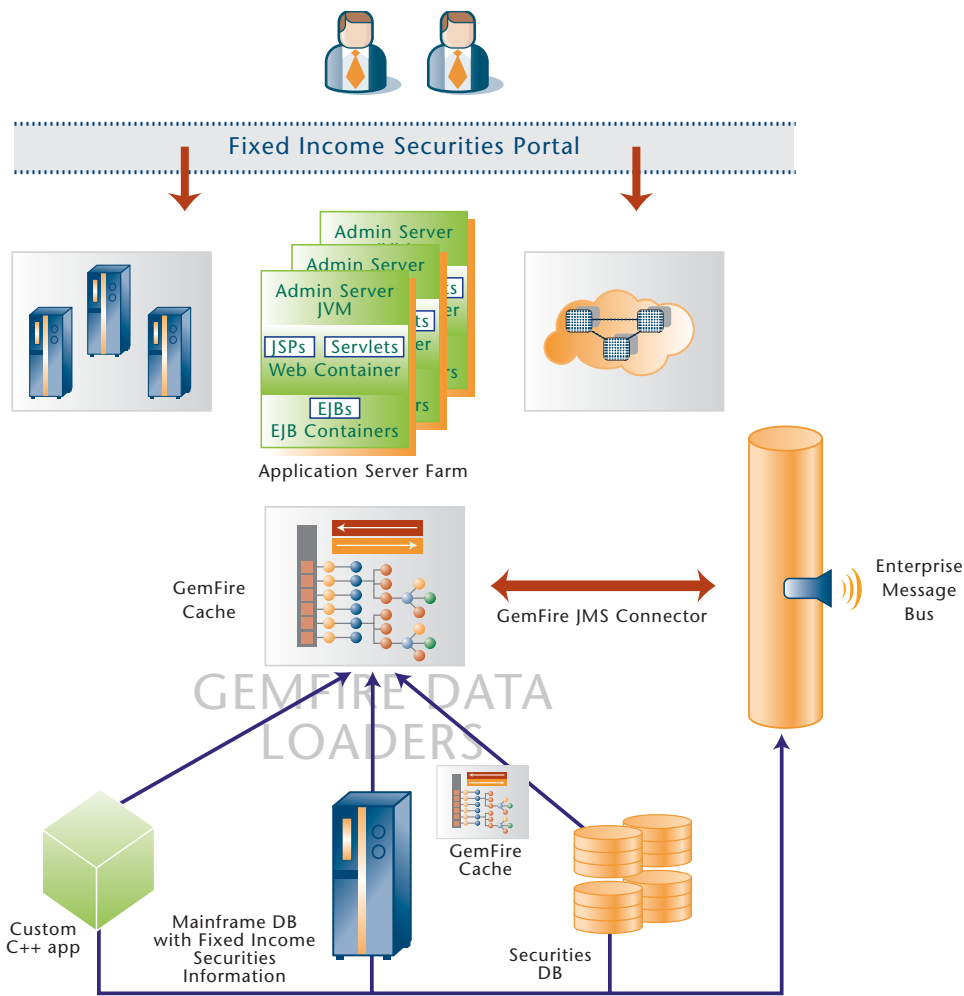 Fixed Income Securities Portal
Admin Server
Admin Server
Admin Server
JVM
JSPs
Servlets
Web Container
EJBs
EJB Containers
Application Server Farm
GemFire
Cache
GemFire JMS Connector
Enterprise
Message
Bus
GEMFIRE DATA
LOADERS
GemFire
Cache
Custom
C++ app
Mainframe DB
with Fixed Income
Securities
Information
Securities
DB